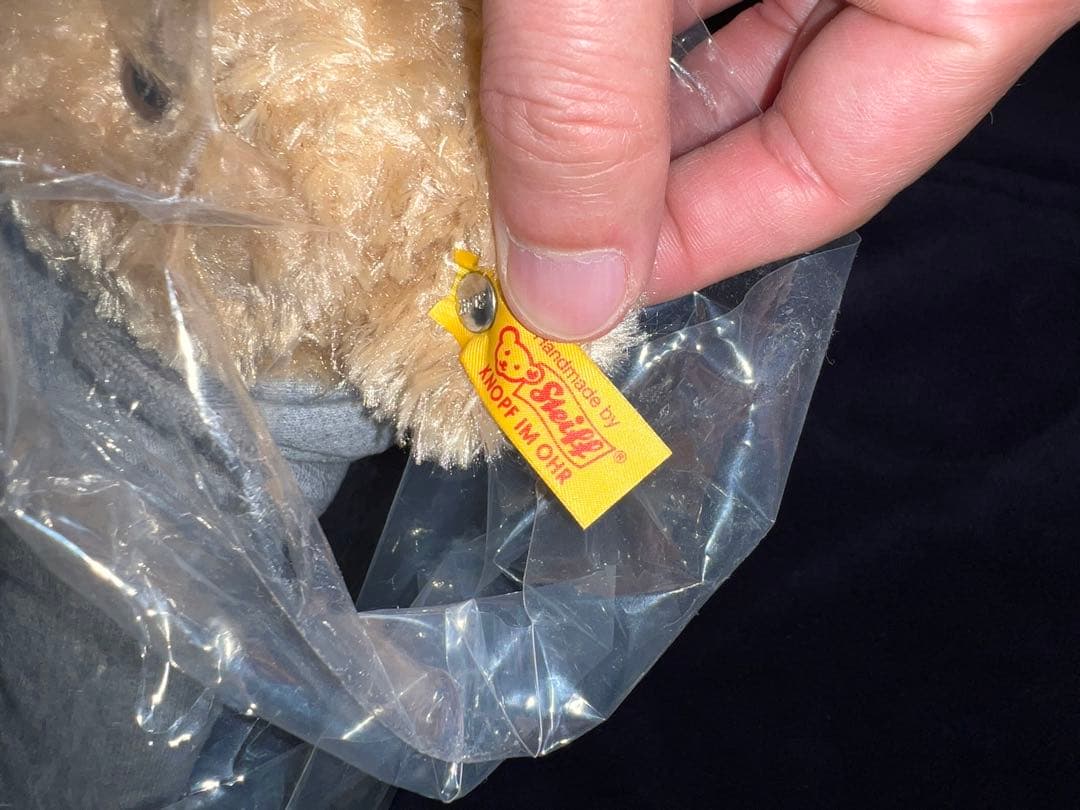 Handmade by
Steiff ®
KNOPF IM OHR